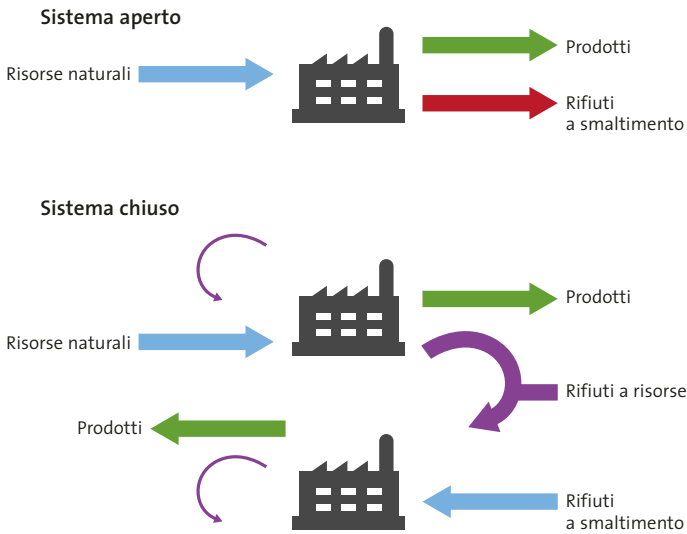 Sistema aperto
Risorse naturali
Prodotti
Rifiuti
a smaltimento
Sistema chiuso
Prodotti
Risorse naturali
Rifiuti a risorse
Prodotti
Rifiuti
a smaltimento